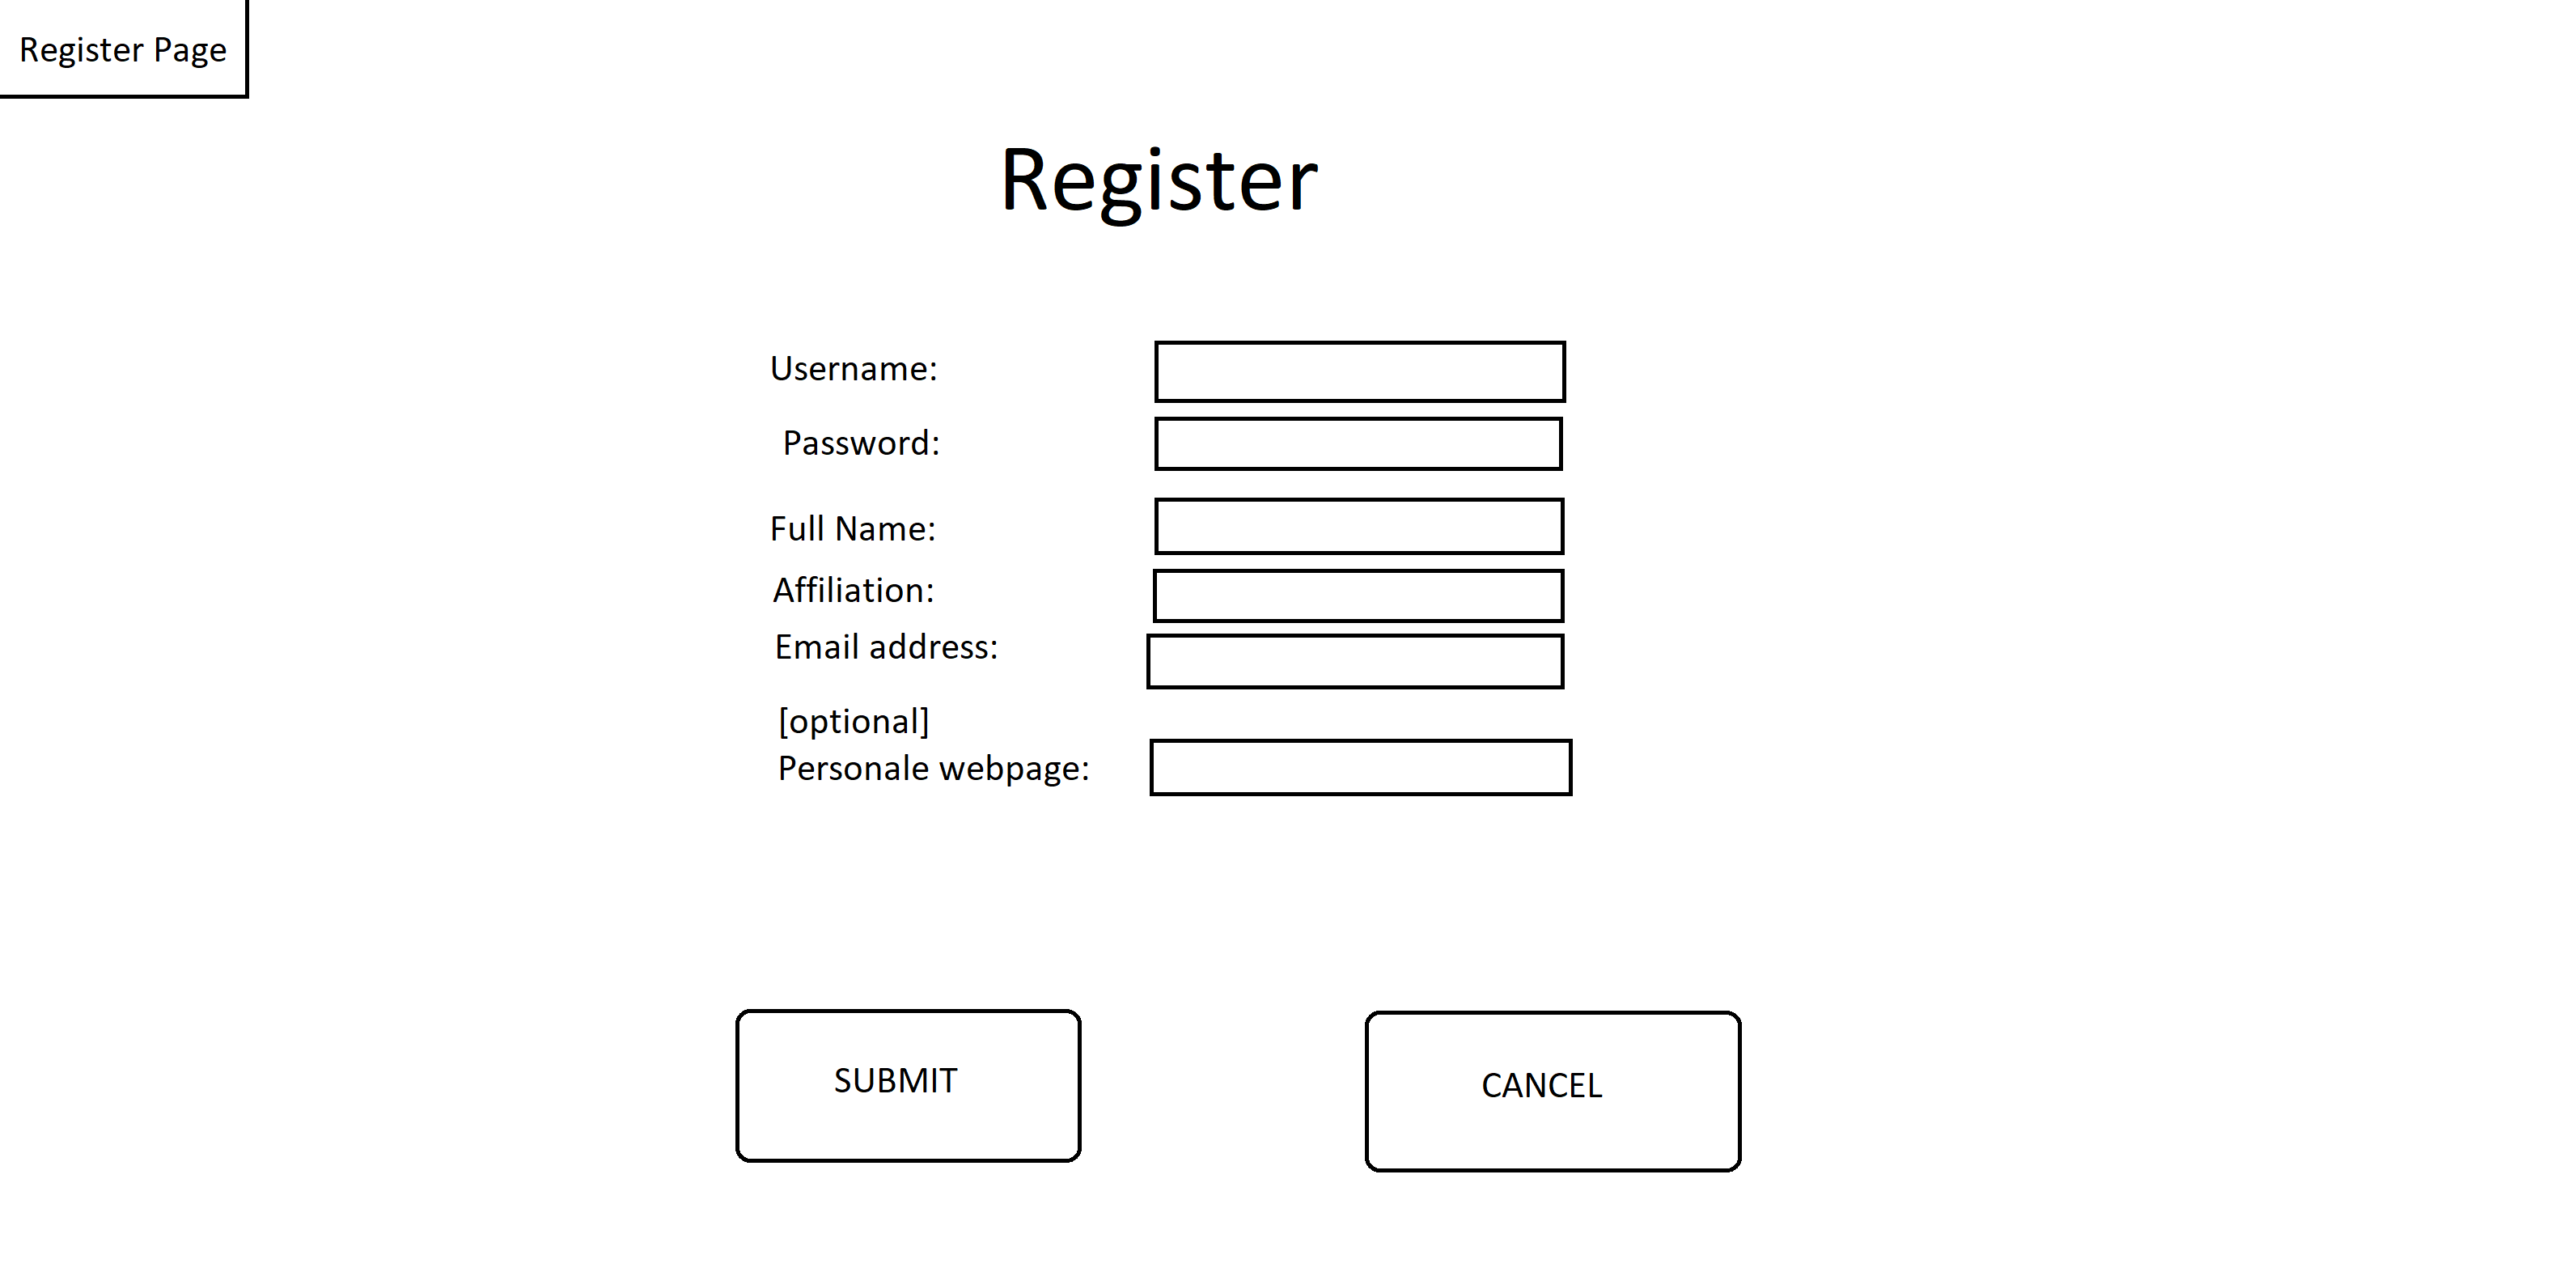 Register Page
Register
Username:
Password:
Full Name:
Affiliation:
Email address:
[optional]
Personale webpage:
SUBMIT
CANCEL